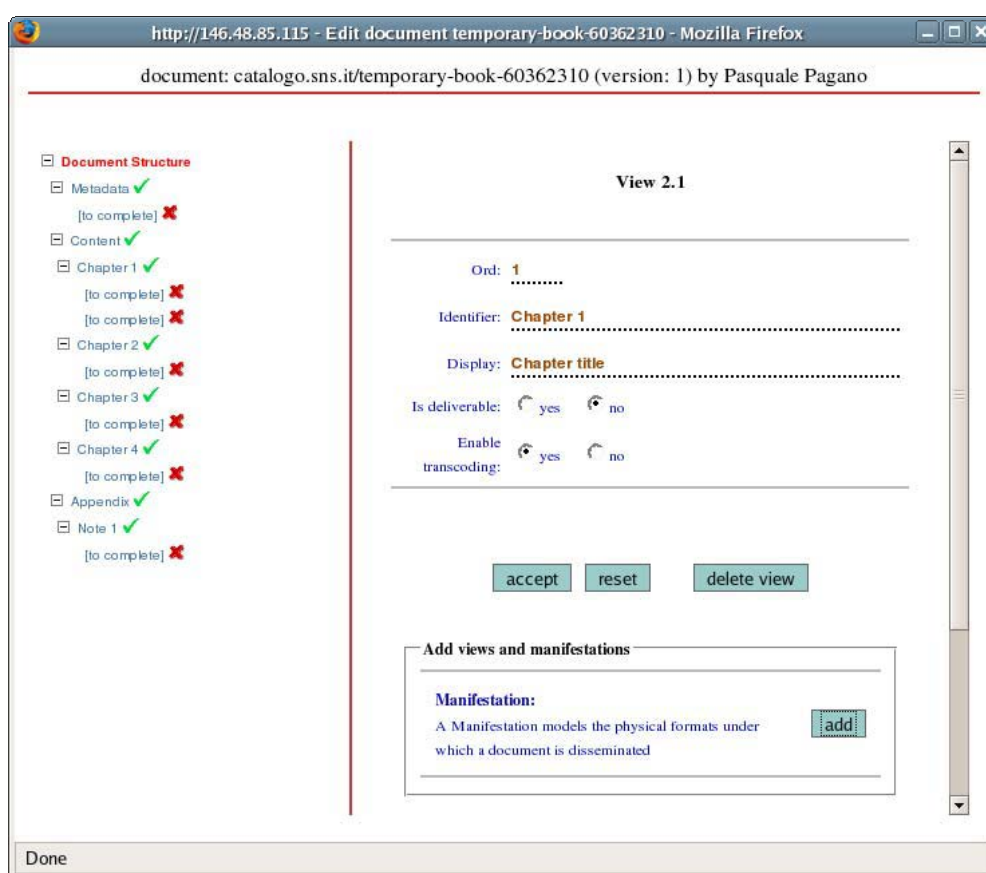 http://146.48.85.115 - Edit document temporary-book-60362310 - Mozilla Firefox
document: catalogo.sns.it/temporary-book-60362310 (version: 1) by Pasquale Pagano
Document Structure
Metadata
[to complete]
Content
Chapter 1
[to complete]
[to complete]
Chapter 2
[to complete]
Chapter 3
[to complete]
Chapter 4
[to complete]
Appendix
Note 1
[to complete]
View 2.1
Ord: 1
Identifier: Chapter 1
Display: Chapter title
Is deliverable: yes no
Enable
transcoding: yes no
accept reset delete view
Add views and manifestations
Manifestation:
A Manifestation models the physical formats under
which a document is disseminated
add
Done